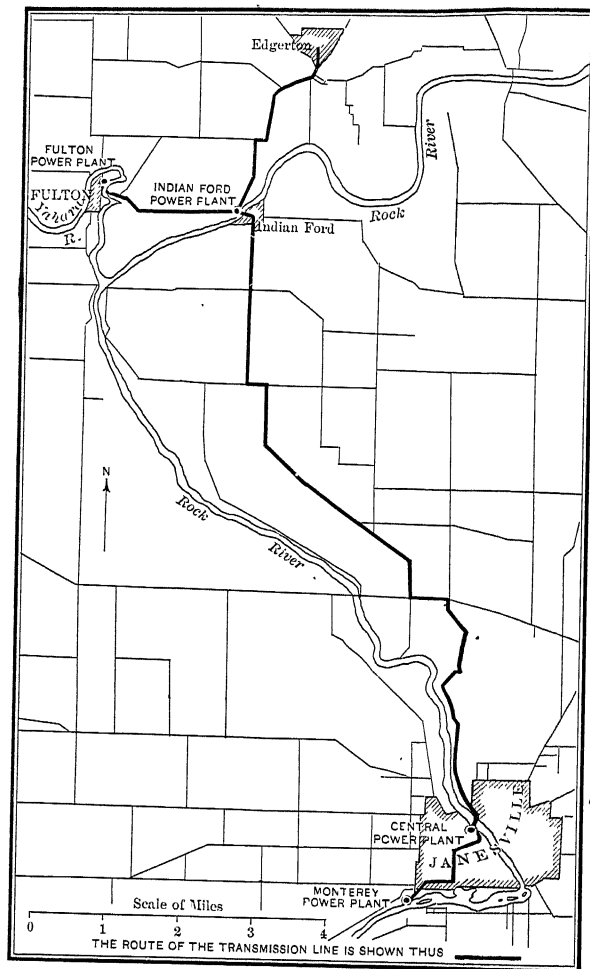 Edgerton
River
FULTON
POWER PLANT
FULTON
Yahara
R.
INDIAN FORD
POWER PLANT
Rock
Indian Ford
N
Rock
River
CENTRAL
POWER PLANT
JANESVILLE
MONTEREY
POWER PLANT
Scale of Miles
0 1 2 3 4
THE ROUTE OF THE TRANSMISSION LINE IS SHOWN THUS